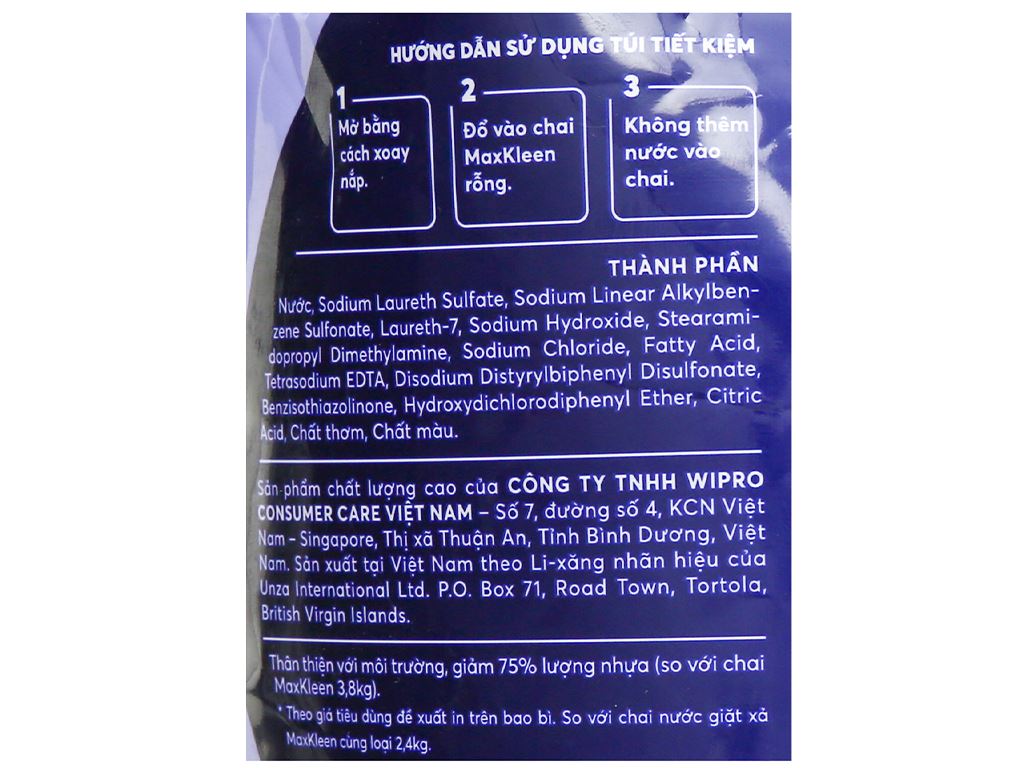 HƯỚNG DẪN SỬ DỤNG TÚI TIẾT KIỆM
1
Mở bằng
cách xoay
nắp.
2
Đổ vào chai
MaxKleen
rỗng.
3
Không thêm
nước vào
chai.
THÀNH PHẦN
Nước, Sodium Laureth Sulfate, Sodium Linear Alkylben-
zene Sulfonate, Laureth-7, Sodium Hydroxide, Stearami-
dopropyl Dimethylamine, Sodium Chloride, Fatty Acid,
Tetrasodium EDTA, Disodium Distyrylbiphenyl Disulfonate,
Benzisothiazolinone, Hydroxydichlorodiphenyl Ether, Citric
Acid, Chất thơm, Chất màu.
Sản phẩm chất lượng cao của CÔNG TY TNHH WIPRO
CONSUMER CARE VIỆT NAM – Số 7, đường số 4, KCN Việt
Nam – Singapore, Thị xã Thuận An, Tỉnh Bình Dương, Việt
Nam. Sản xuất tại Việt Nam theo Li-xăng nhãn hiệu của
Unza International Ltd. P.O. Box 71, Road Town, Tortola,
British Virgin Islands.
Thân thiện với môi trường, giảm 75% lượng nhựa (so với chai
MaxKleen 3,8kg).
* Theo giá tiêu dùng đề xuất in trên bao bì. So với chai nước giặt xả
MaxKleen cùng loại 2,4kg.